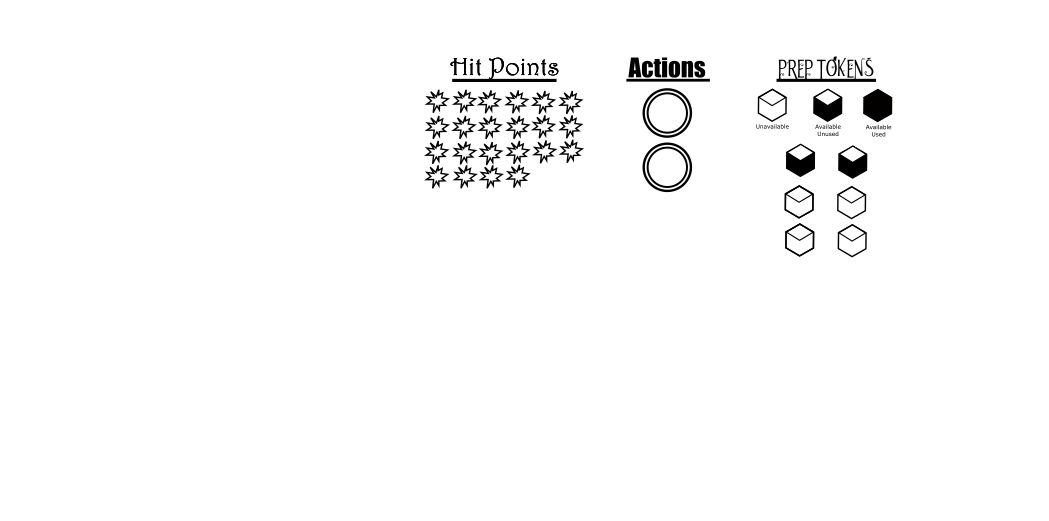 Hit Points
Actions
PREP TOKENS
Unavailable
Available
Unused
Available
Used